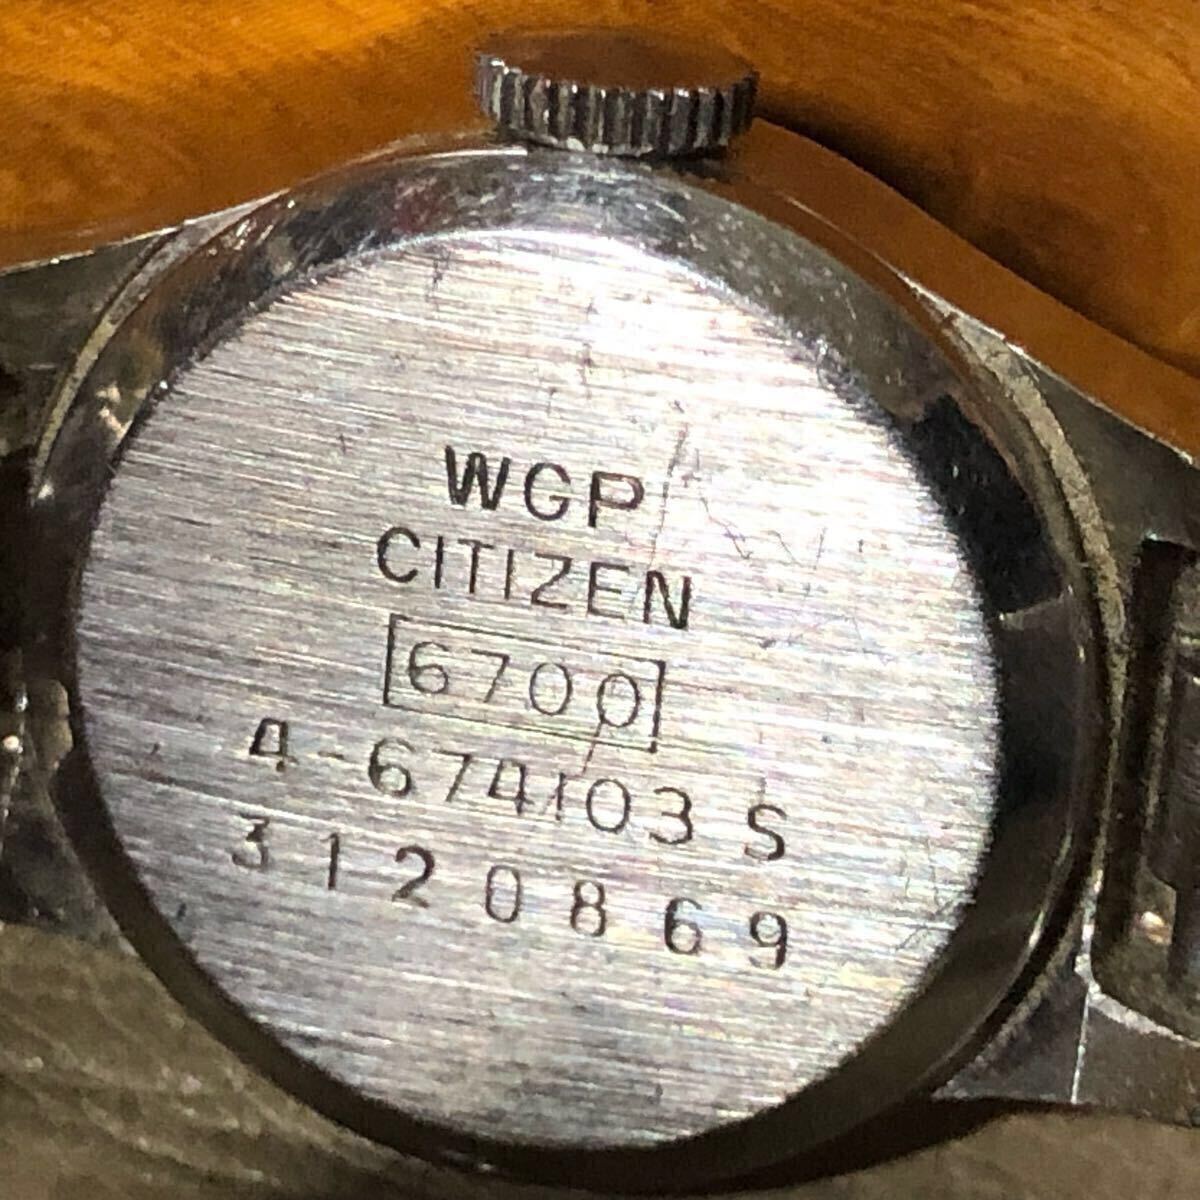 WGP
CITIZEN
6700
4-674103 S
3120869